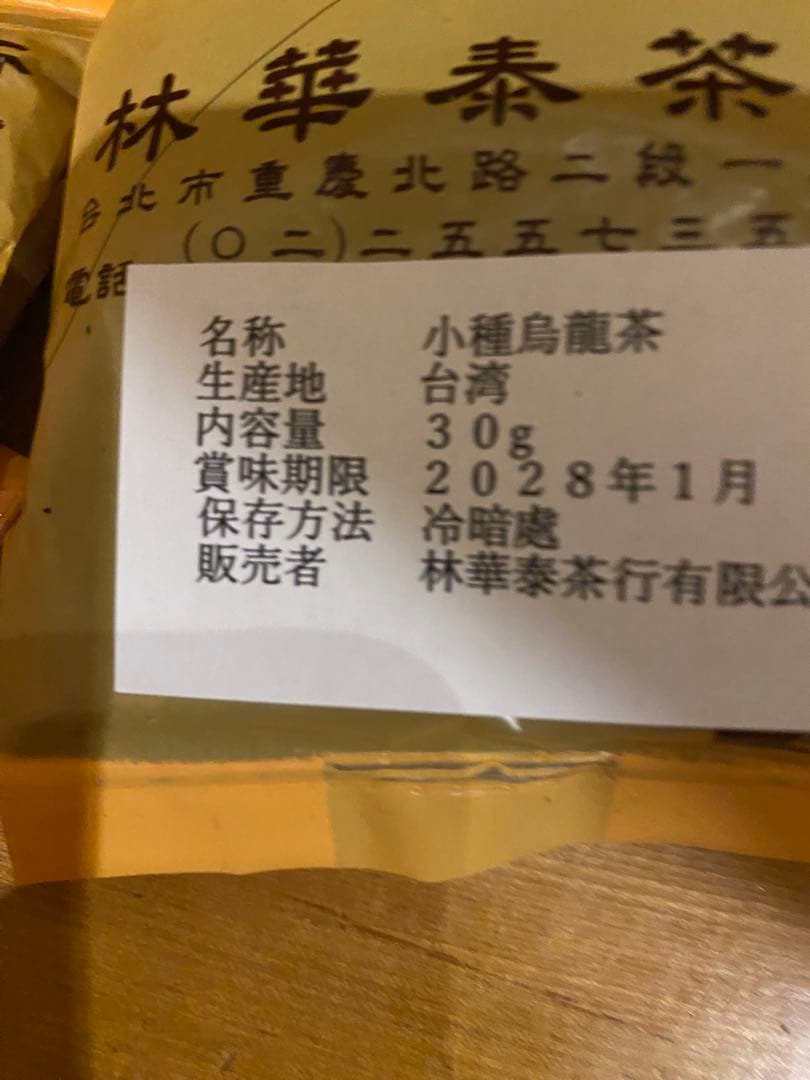 林華泰茶
台北市重慶北路二段一
電話(〇二)二五五七三五
名称 小種烏龍茶
生産地 台湾
内容量 30g
賞味期限 2028年1月
保存方法 冷暗處
販売者 林華泰茶行有限公